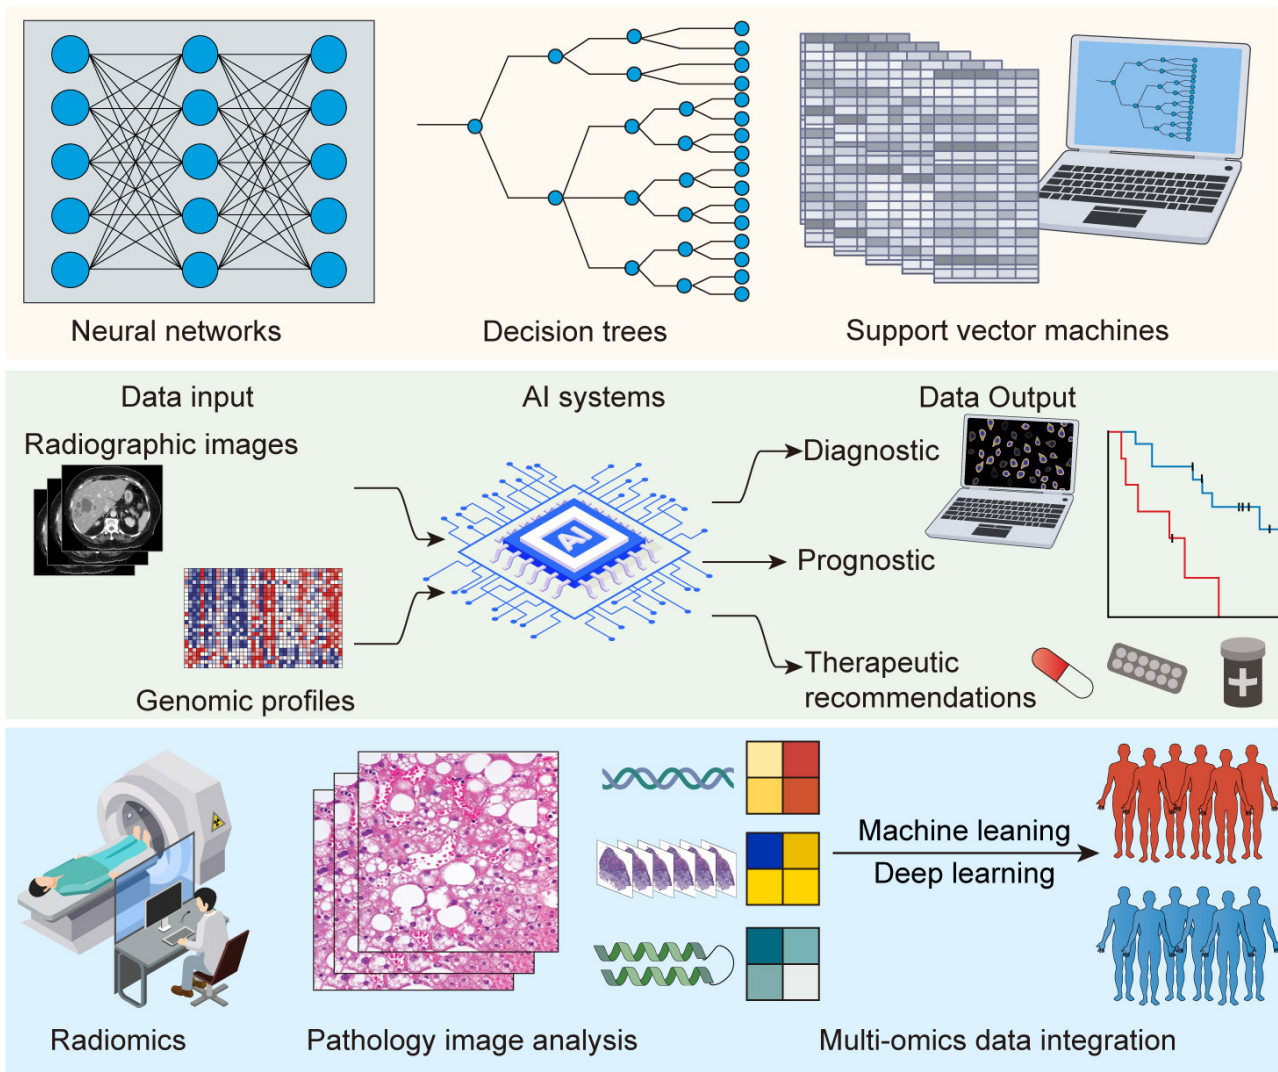 Neural networks
Decision trees
Support vector machines
Data input
AI systems
Data Output
Radiographic images
Diagnostic
AI
Prognostic
Genomic profiles
Therapeutic
recommendations
Machine leaning
Deep learning
Radiomics
Pathology image analysis
Multi-omics data integration